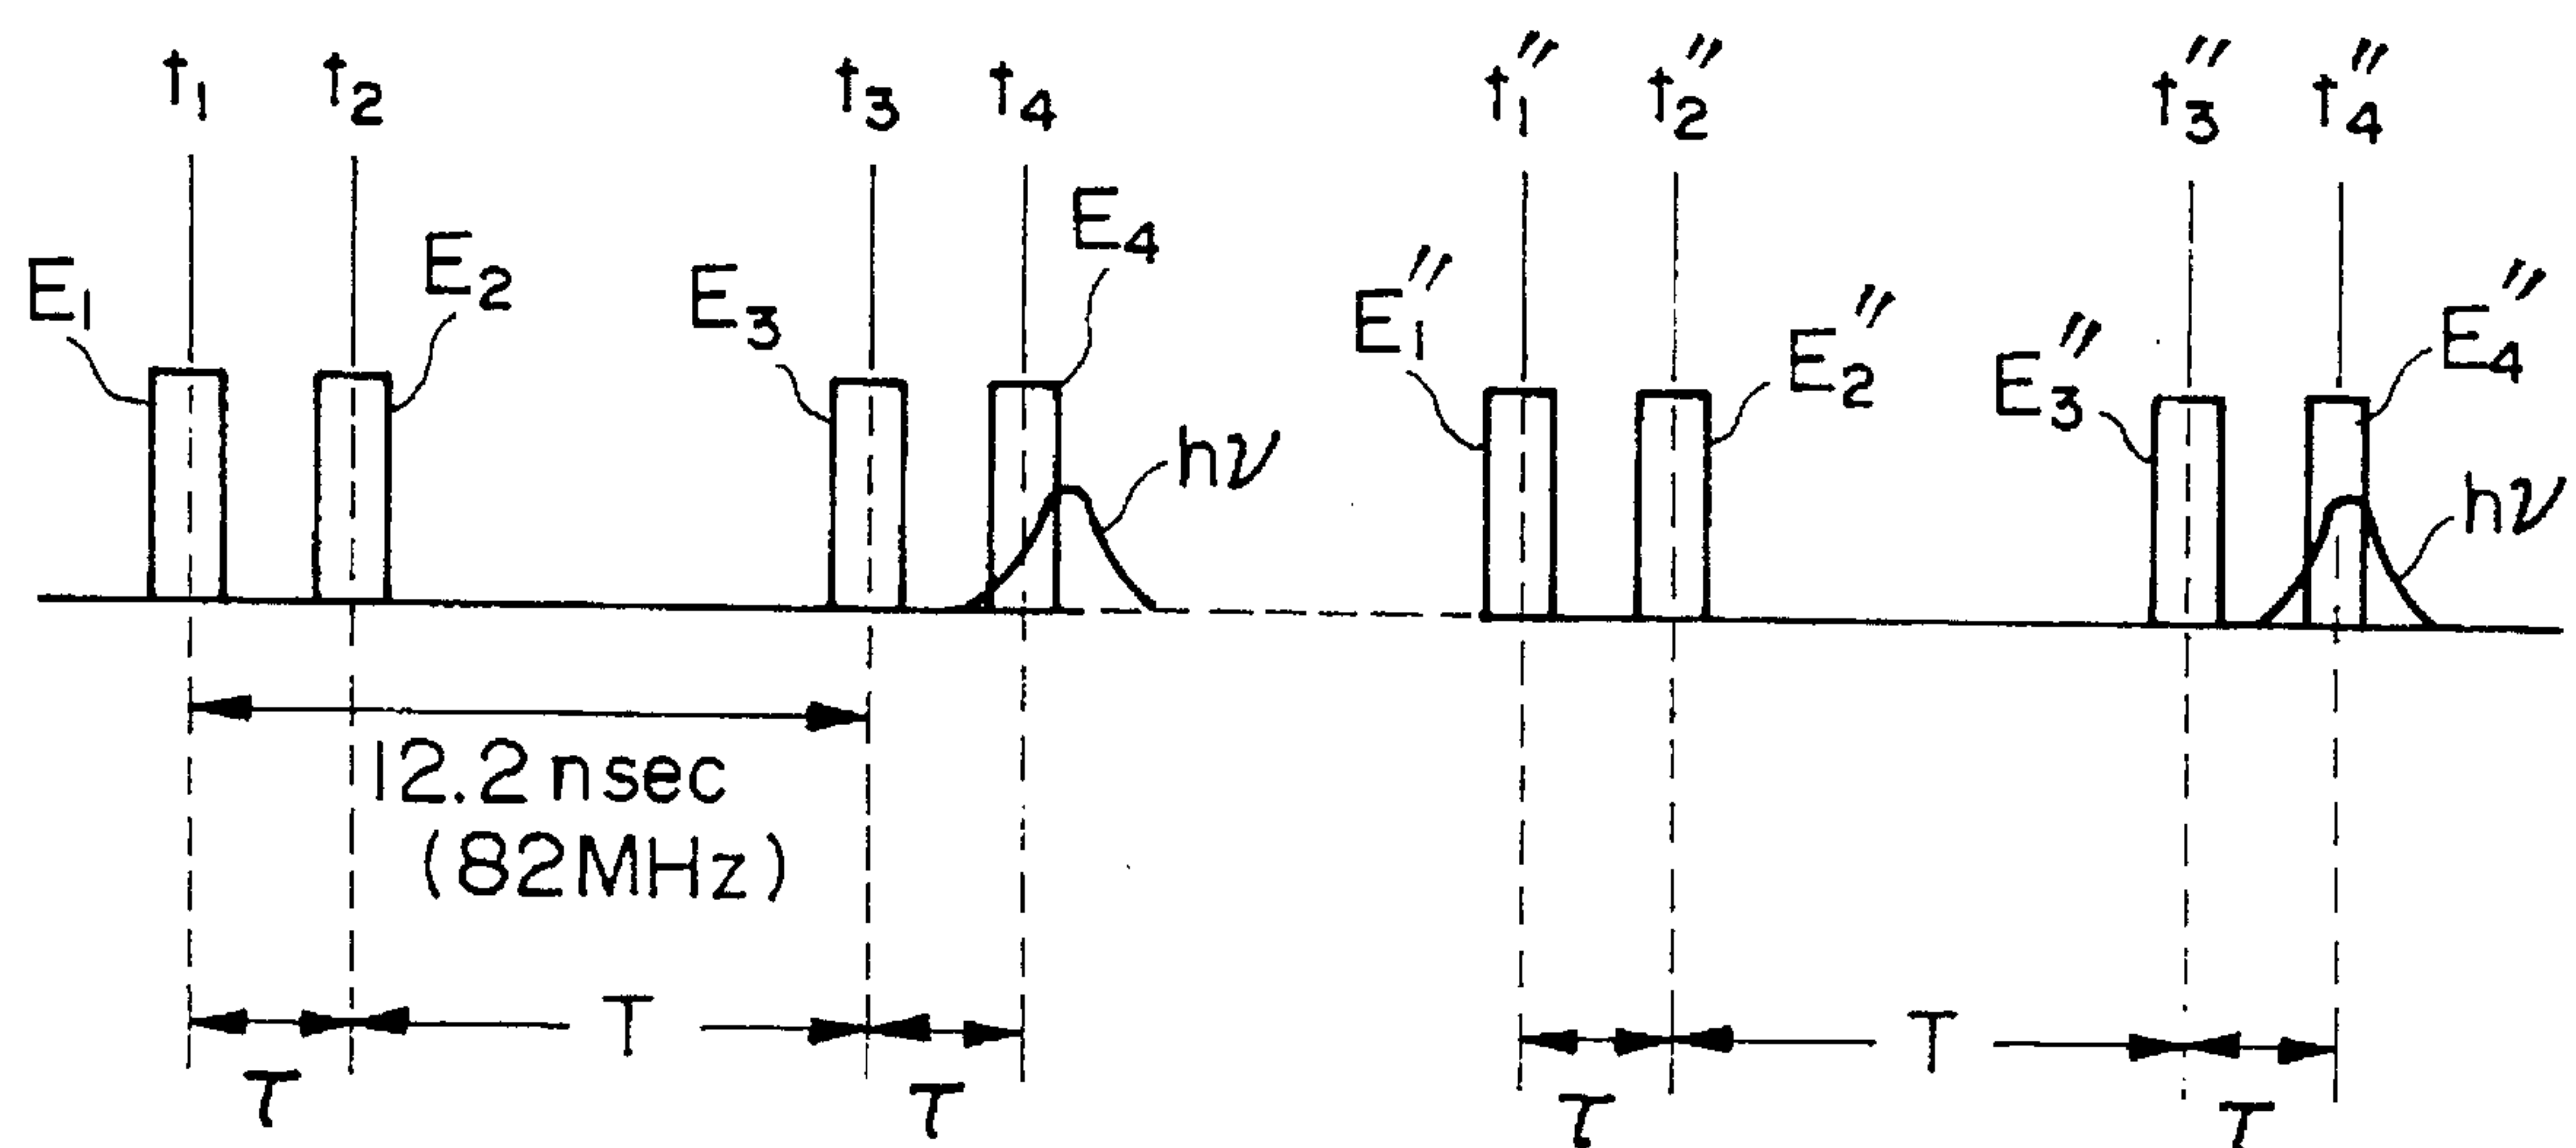 t₁ t₂ t₃ t₄ t₁″ t₂″ t₃″ t₄″
E₁ E₂ E₃ E₄ E₁″ E₂″ E₃″ E₄″
hν hν
12.2 nsec
(82MHz)
T T
τ τ τ τ